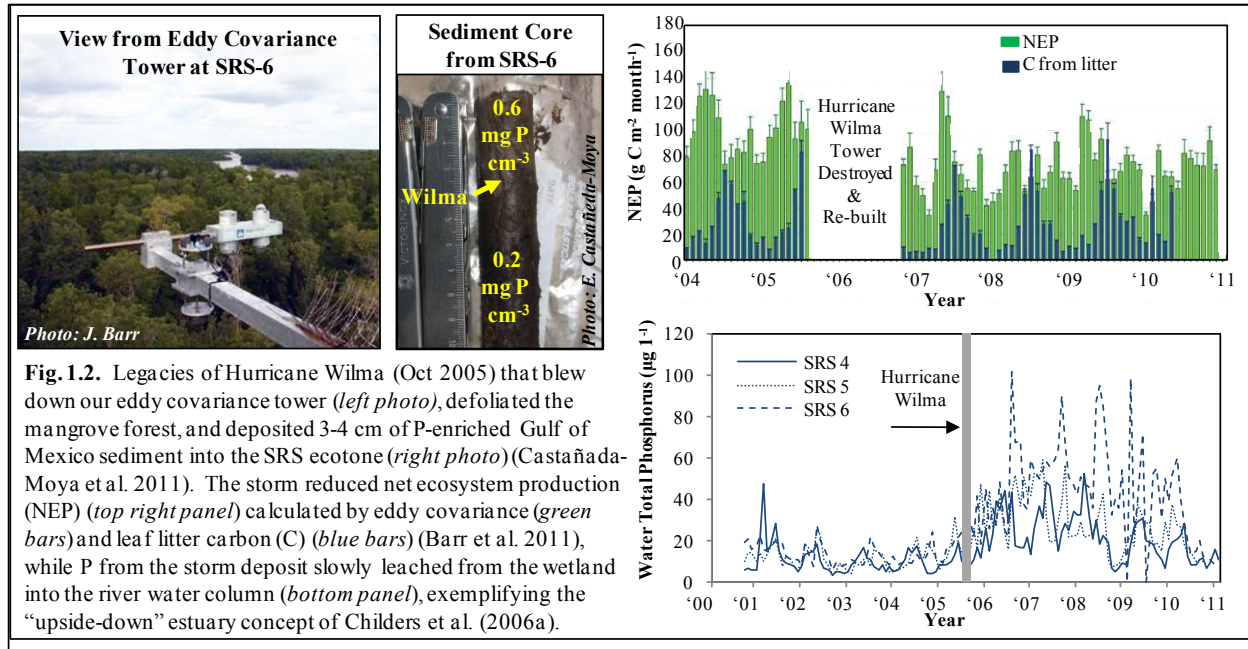 View from Eddy Covariance
Tower at SRS-6
Photo: J. Barr
Sediment Core
from SRS-6
0.6
mg P
cm-3
Wilma
0.2
mg P
cm-3
Photo: E. Castañeda-Moya
Fig. 1.2. Legacies of Hurricane Wilma (Oct 2005) that blew
down our eddy covariance tower (left photo), defoliated the
mangrove forest, and deposited 3-4 cm of P-enriched Gulf of
Mexico sediment into the SRS ecotone (right photo) (Castañada-
Moya et al. 2011). The storm reduced net ecosystem production
(NEP) (top right panel) calculated by eddy covariance (green
bars) and leaf litter carbon (C) (blue bars) (Barr et al. 2011),
while P from the storm deposit slowly leached from the wetland
into the river water column (bottom panel), exemplifying the
“upside-down” estuary concept of Childers et al. (2006a).
NEP (g C m-2 month-1)
180
160
140
120
100
80
60
40
20
0
NEP
C from litter
Hurricane
Wilma
Tower
Destroyed
&
Re-built
‘04 ‘05 ‘06 ‘07 ‘08 ‘09 ‘10 ‘11
Year
Water Total Phosphorus (µg 1-1)
120
100
80
60
40
20
0
SRS 4
SRS 5
SRS 6
Hurricane
Wilma
‘00 ‘01 ‘02 ‘03 ‘04 ‘05 ‘06 ‘07 ‘08 ‘09 ‘10 ‘11
Year